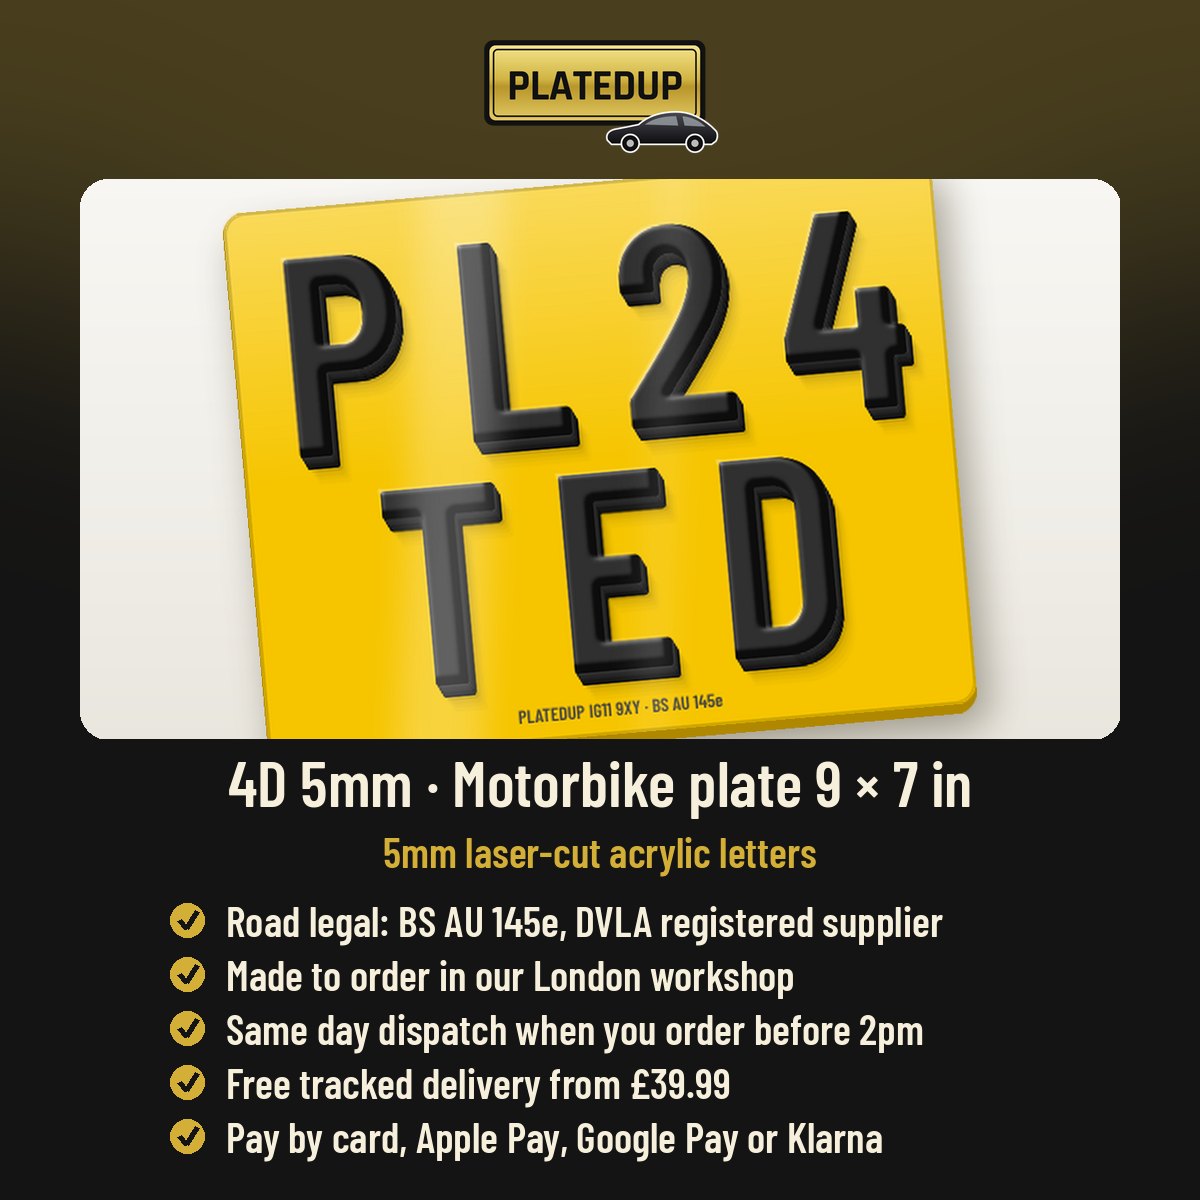 PLATEDUP
PL24
TED
PLATEDUP IG11 9XY · BS AU 145e
4D 5mm · Motorbike plate 9 × 7 in
5mm laser-cut acrylic letters
Road legal: BS AU 145e, DVLA registered supplier
Made to order in our London workshop
Same day dispatch when you order before 2pm
Free tracked delivery from £39.99
Pay by card, Apple Pay, Google Pay or Klarna